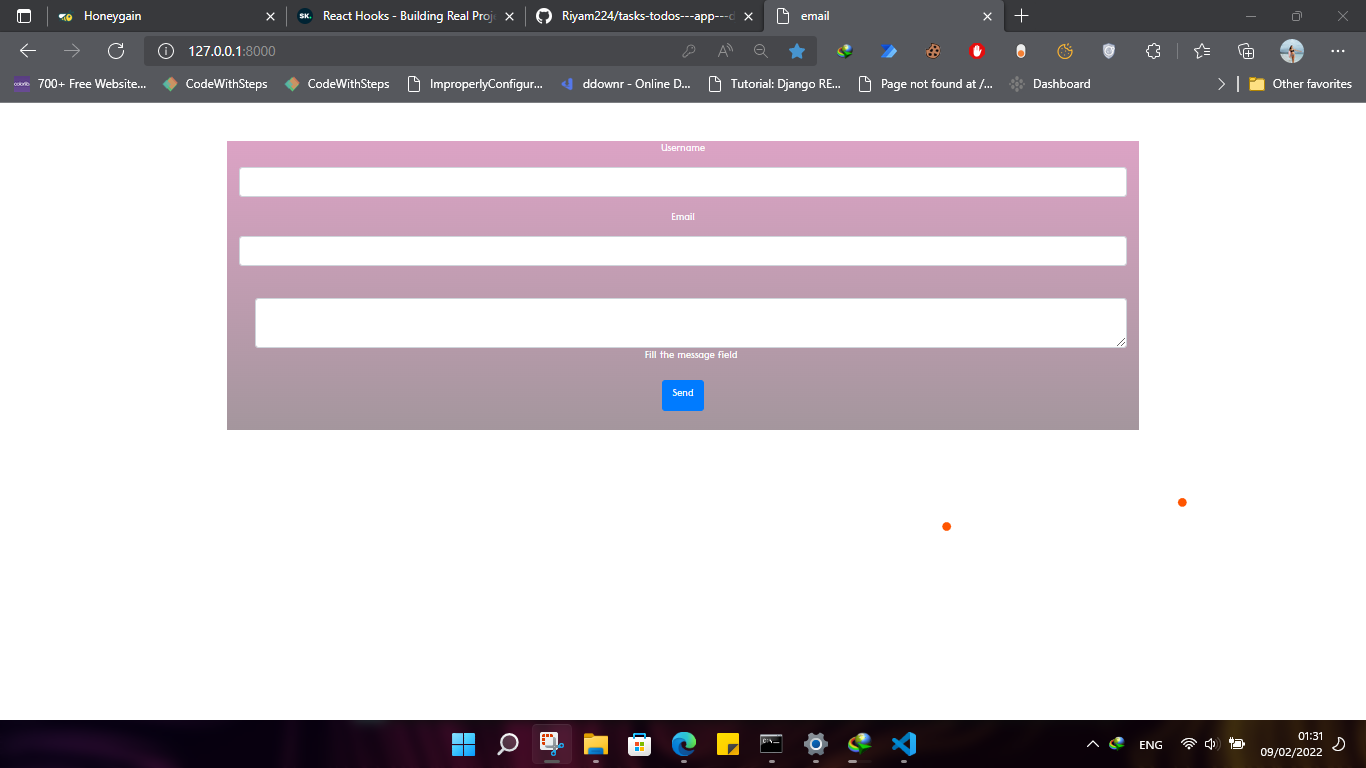 Honeygain
React Hooks - Building Real Proj
Riyam224/tasks-todos---app---d
email
127.0.0.1:8000
700+ Free Website...
CodeWithSteps
CodeWithSteps
ImproperlyConfigur...
ddownr - Online D...
Tutorial: Django RE...
Page not found at /...
Dashboard
Other favorites
Username
Email
Fill the message field
Send
ENG
01:31
09/02/2022